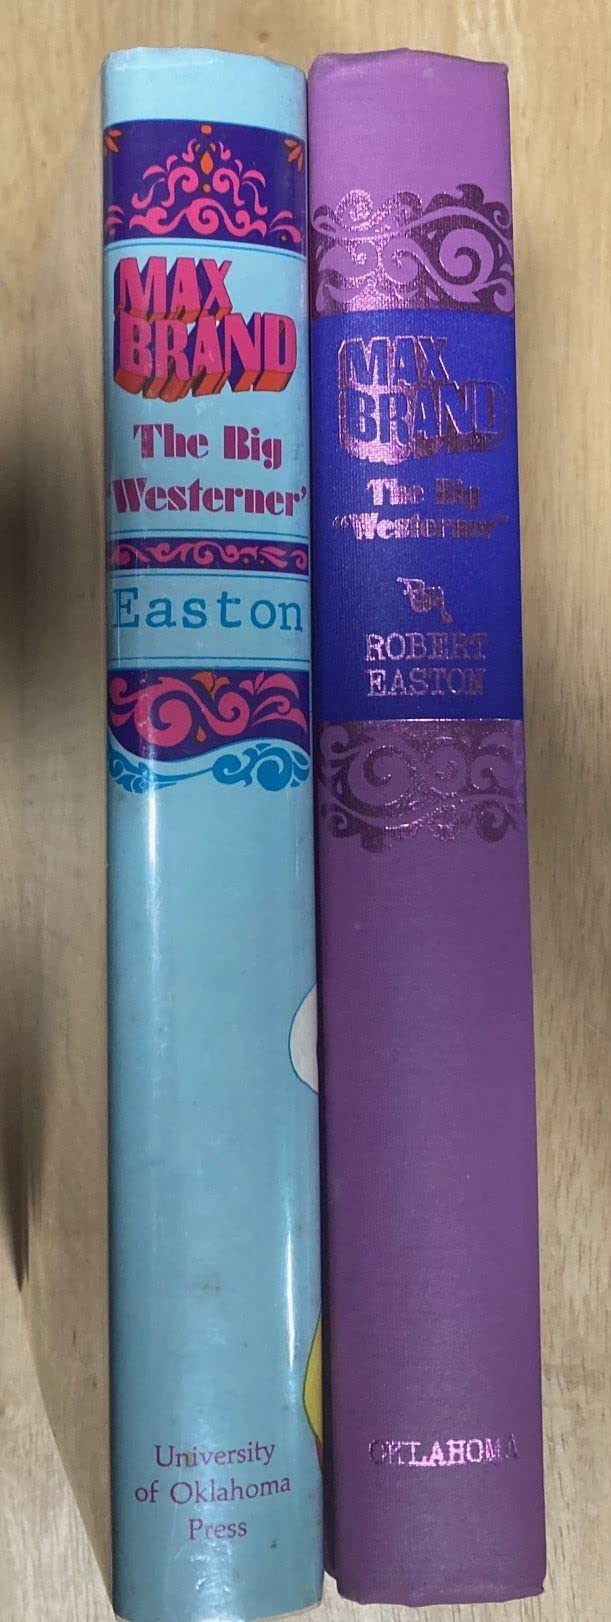 MAX
BRAND
The Big
'Westerner'
Easton
University
of Oklahoma
Press
MAX
BRAND
The Big
"Westerner"
By
ROBERT
EASTON
OKLAHOMA